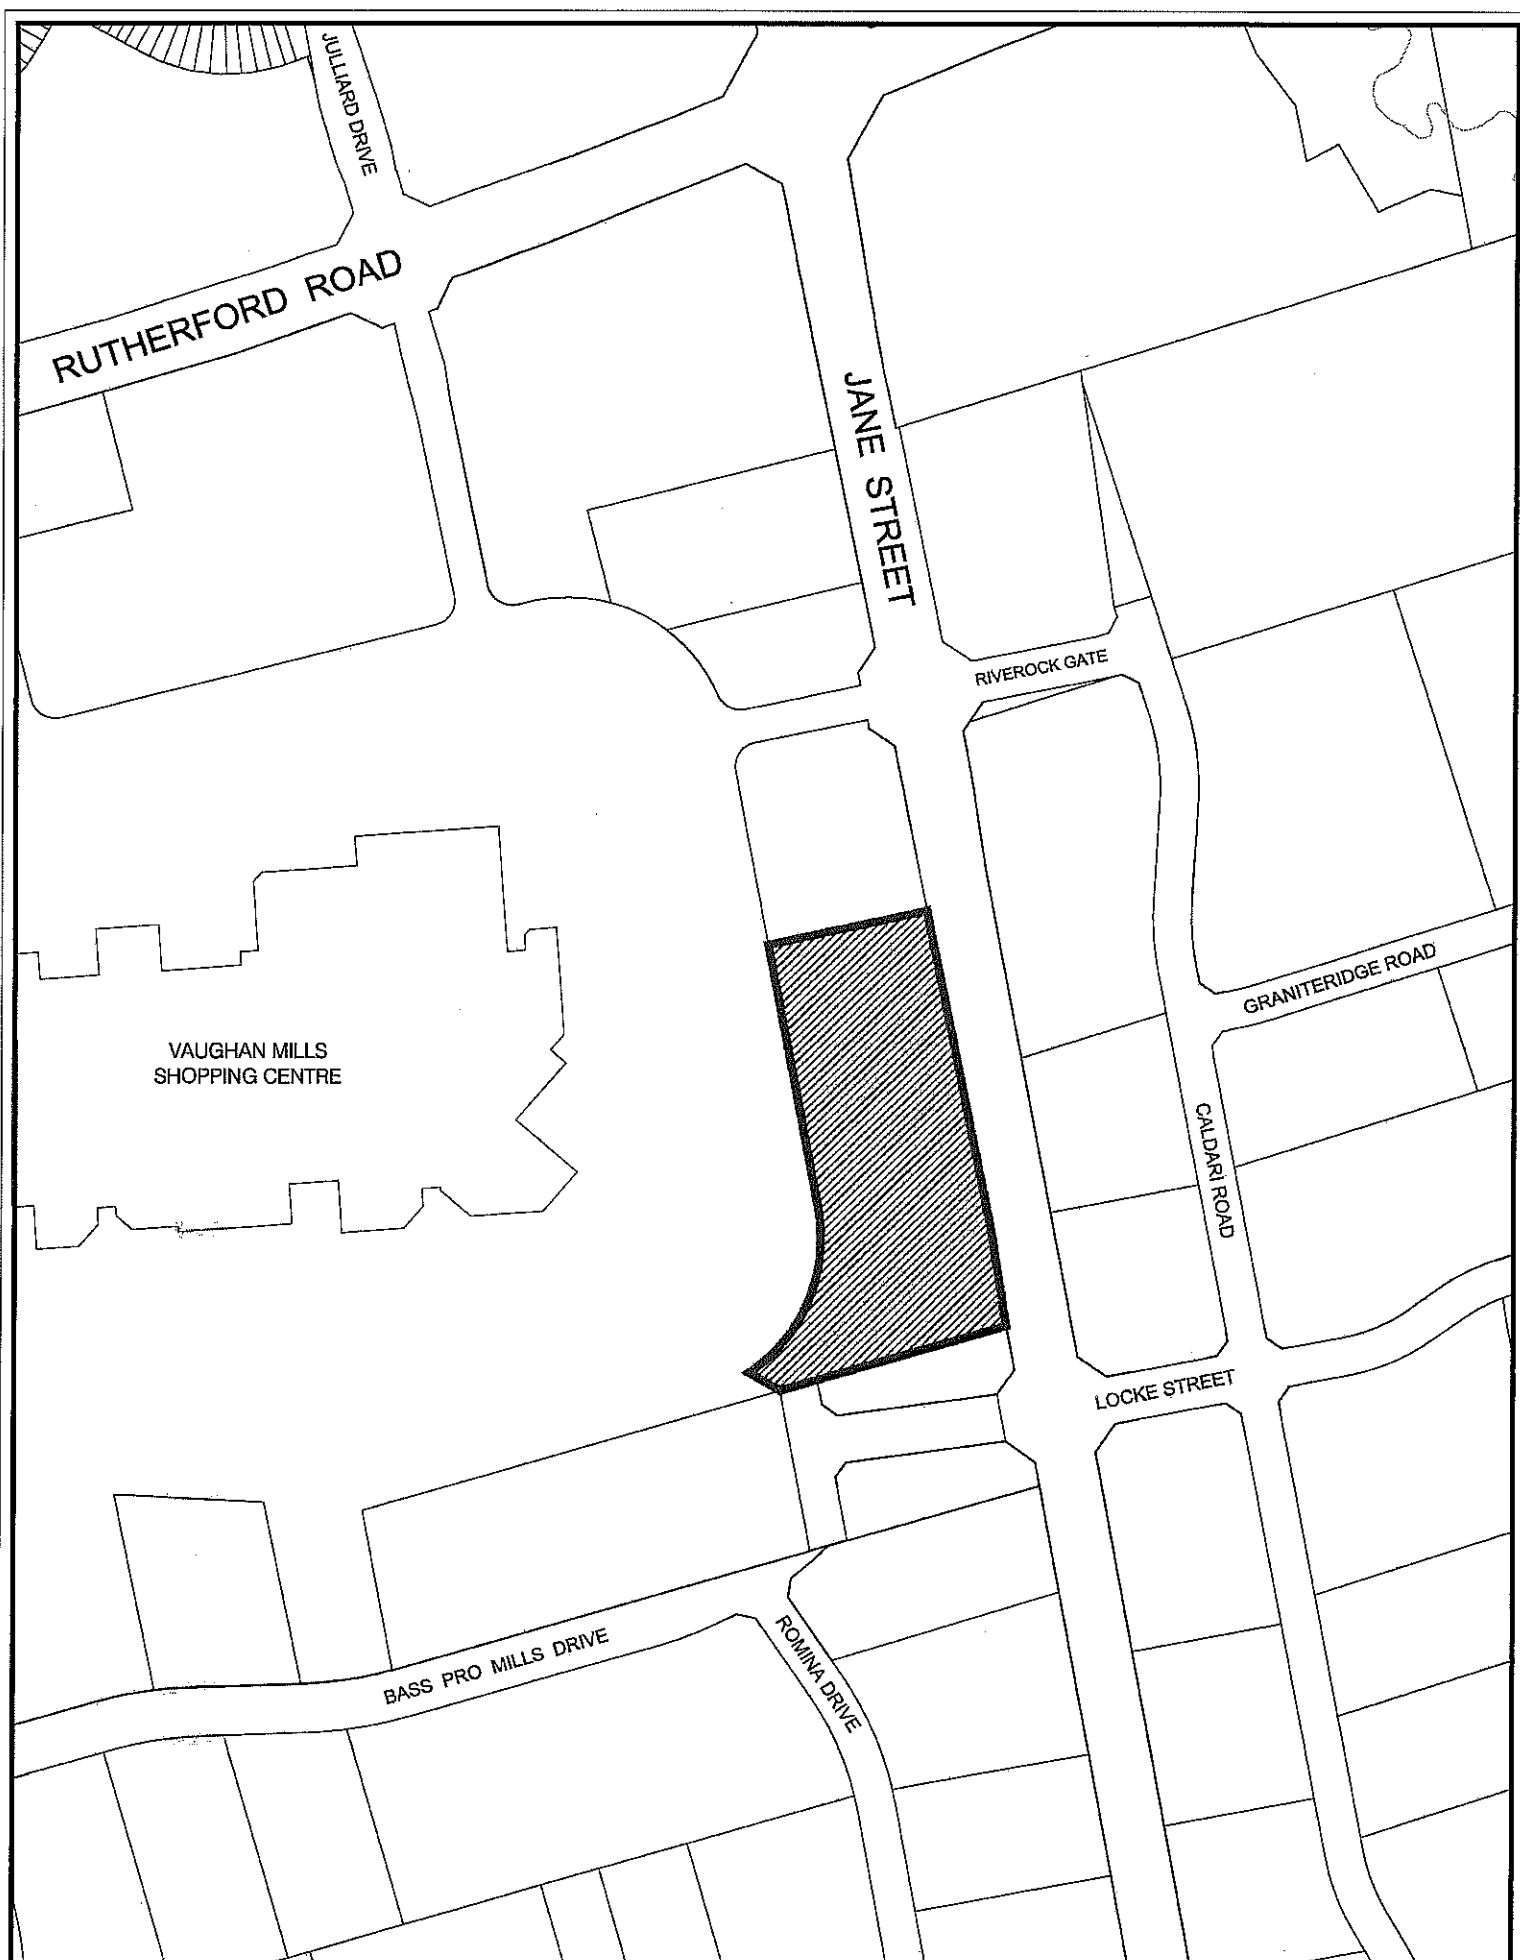 JULLIARD DRIVE
RUTHERFORD ROAD
JANE STREET
RIVEROCK GATE
GRANITERIDGE ROAD
VAUGHAN MILLS
SHOPPING CENTRE
CALDARI ROAD
LOCKE STREET
BASS PRO MILLS DRIVE
ROMINA DRIVE